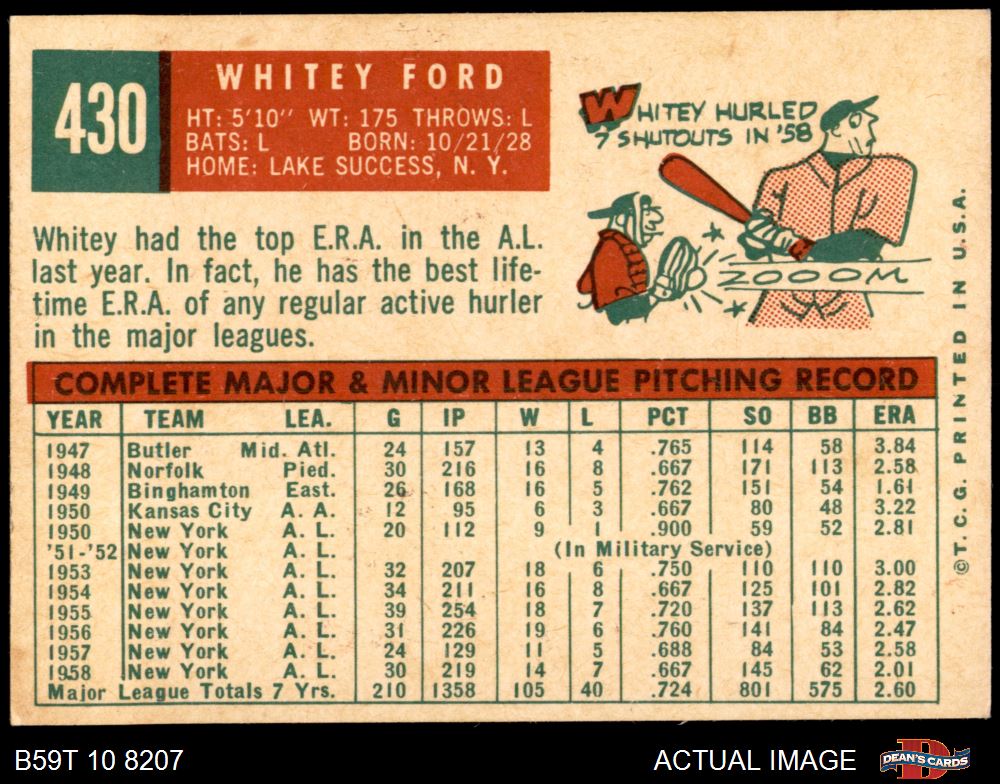 430
WHITEY FORD
HT: 5'10" WT: 175 THROWS: L
BATS: L BORN: 10/21/28
HOME: LAKE SUCCESS, N. Y.
WHITEY HURLED
7 SHUTOUTS IN '58
ZOOOM
Whitey had the top E.R.A. in the A.L.
last year. In fact, he has the best life-
time E.R.A. of any regular active hurler
in the major leagues.
COMPLETE MAJOR & MINOR LEAGUE PITCHING RECORD
YEAR TEAM LEA. G IP W L PCT SO BB ERA
1947 Butler Mid. Atl. 24 157 13 4 .765 114 58 3.84
1948 Norfolk Pied. 30 216 16 8 .667 171 113 2.58
1949 Binghamton East. 26 168 16 5 .762 151 54 1.61
1950 Kansas City A. A. 12 95 6 3 .667 80 48 3.22
1950 New York A. L. 20 112 9 1 .900 59 52 2.81
'51-'52 New York A. L. (In Military Service)
1953 New York A. L. 32 207 18 6 .750 110 110 3.00
1954 New York A. L. 34 211 16 8 .667 125 101 2.82
1955 New York A. L. 39 254 18 7 .720 137 113 2.62
1956 New York A. L. 31 226 19 6 .760 141 84 2.47
1957 New York A. L. 24 129 11 5 .688 84 53 2.58
1958 New York A. L. 30 219 14 7 .667 145 62 2.01
Major League Totals 7 Yrs. 210 1358 105 40 .724 801 575 2.60
©T. C. G. PRINTED IN U.S.A.
B59T 10 8207
ACTUAL IMAGE
DEAN'S CARDS